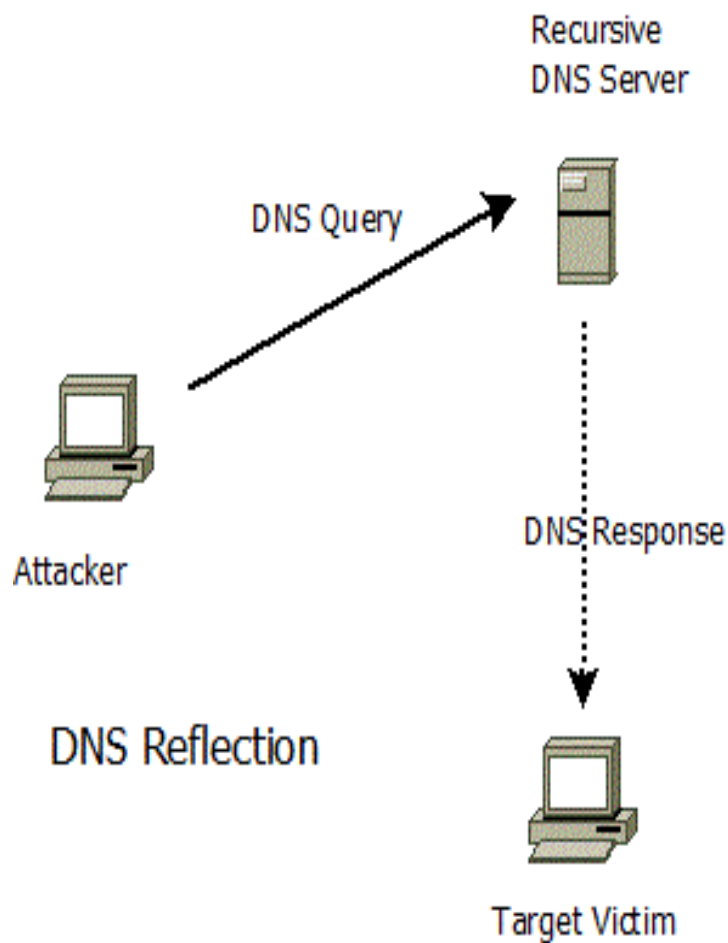 Recursive
DNS Server
DNS Query
Attacker
DNS Response
DNS Reflection
Target Victim